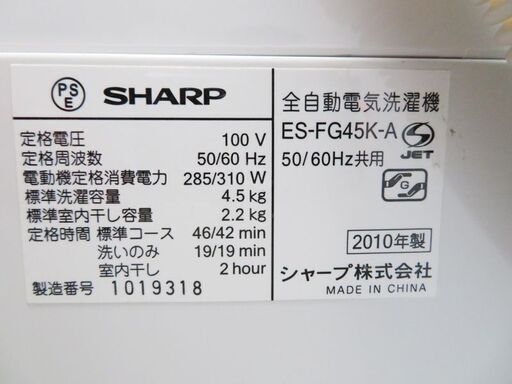 PS
E
SHARP
定格電圧 100 V
定格周波数 50/60 Hz
電動機定格消費電力 285/310 W
標準洗濯容量 4.5 kg
標準室内干し容量 2.2 kg
定格時間 標準コース 46/42 min
洗いのみ 19/19 min
室内干し 2 hour
製造番号 1019318
全自動電気洗濯機
ES-FG45K-A
S
JET
50/60Hz共用
G
2010年製
シャープ株式会社
MADE IN CHINA